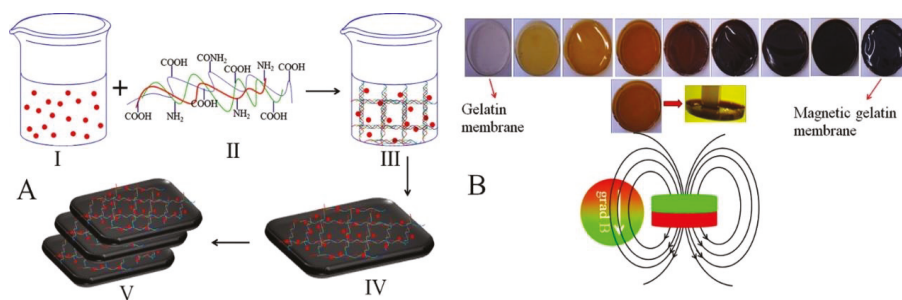 COOH
CONH₂
COOH
NH₂
COOH
COOH
NH₂
NH₂
COOH
COOH
+
I
II
III
A
V
IV
Gelatin
membrane
Magnetic gelatin
membrane
B
grad B